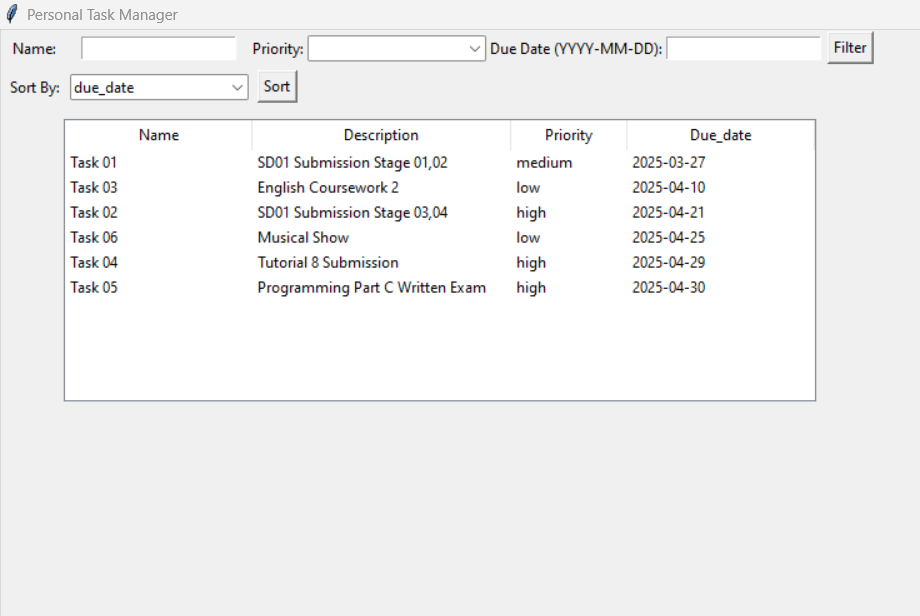 Personal Task Manager
Name: Priority: Due Date (YYYY-MM-DD): Filter
Sort By: due_date Sort
Name Description Priority Due_date
Task 01 SD01 Submission Stage 01,02 medium 2025-03-27
Task 03 English Coursework 2 low 2025-04-10
Task 02 SD01 Submission Stage 03,04 high 2025-04-21
Task 06 Musical Show low 2025-04-25
Task 04 Tutorial 8 Submission high 2025-04-29
Task 05 Programming Part C Written Exam high 2025-04-30